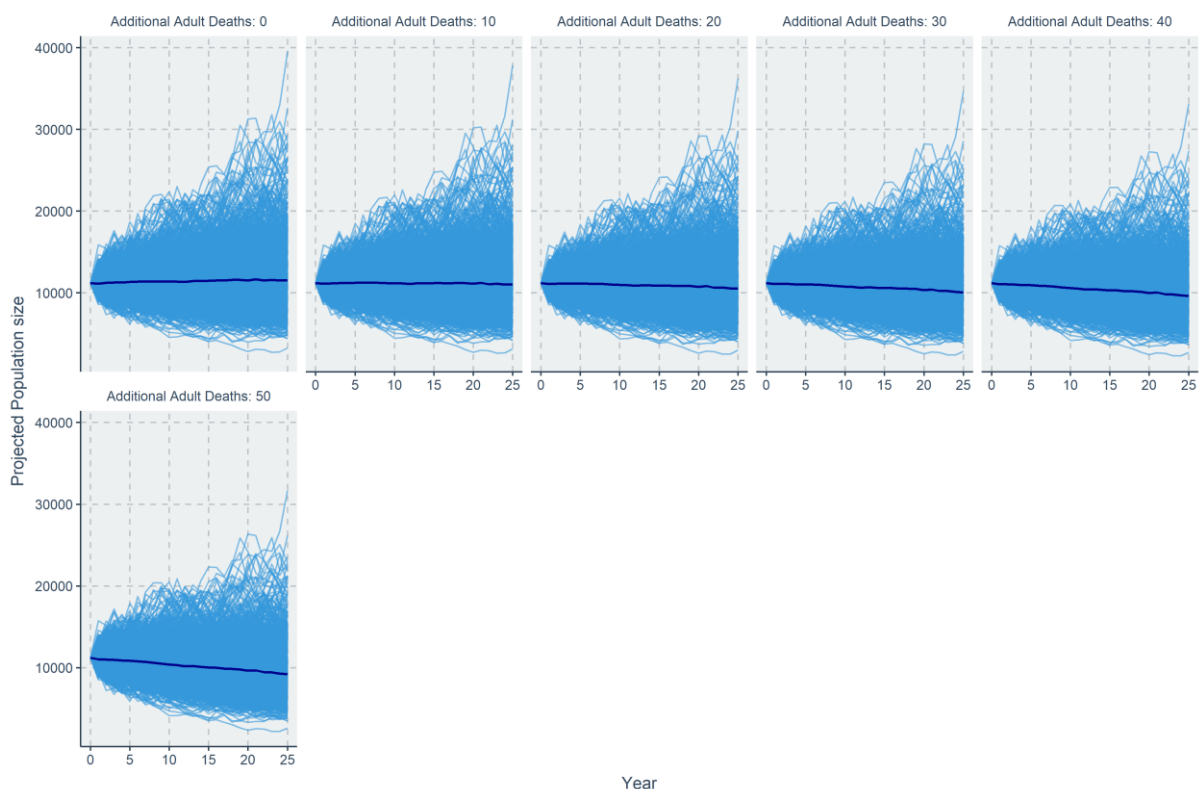 Additional Adult Deaths: 0
Additional Adult Deaths: 10
Additional Adult Deaths: 20
Additional Adult Deaths: 30
Additional Adult Deaths: 40
40000
30000
20000
10000
0 5 10 15 20 25
0 5 10 15 20 25
0 5 10 15 20 25
0 5 10 15 20 25
Additional Adult Deaths: 50
40000
30000
20000
10000
0 5 10 15 20 25
Projected Population size
Year